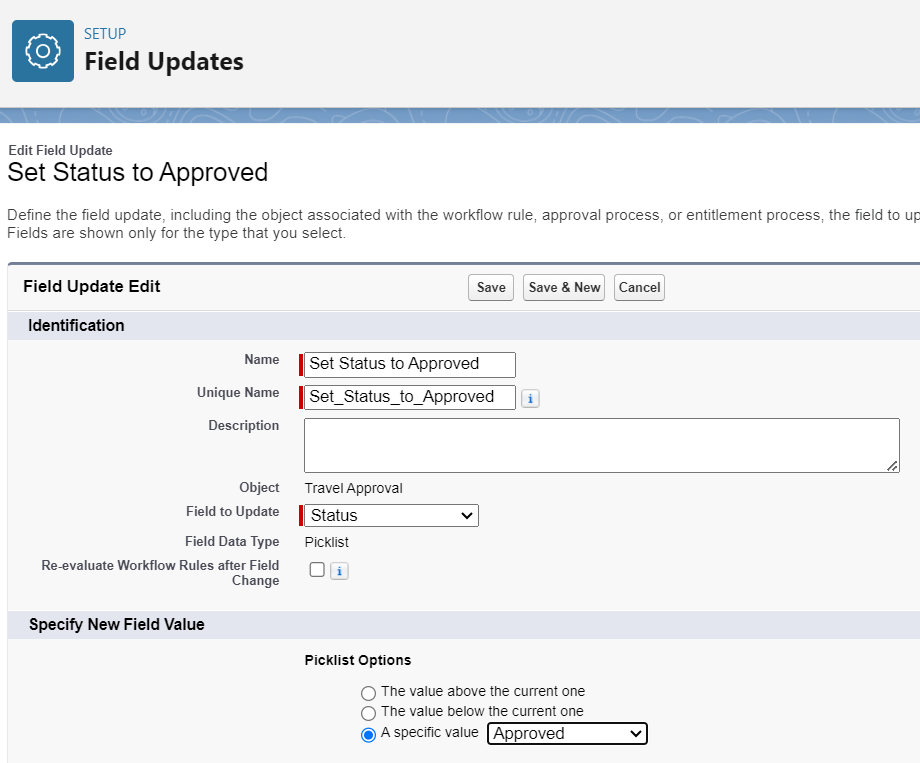 SETUP
Field Updates
Edit Field Update
Set Status to Approved
Define the field update, including the object associated with the workflow rule, approval process, or entitlement process, the field to up
Fields are shown only for the type that you select.
Field Update Edit
Save
Save & New
Cancel
Identification
Name
Set Status to Approved
Unique Name
Set_Status_to_Approved
i
Description
Object
Travel Approval
Field to Update
Status
Field Data Type
Picklist
Re-evaluate Workflow Rules after Field
Change
i
Specify New Field Value
Picklist Options
The value above the current one
The value below the current one
A specific value
Approved